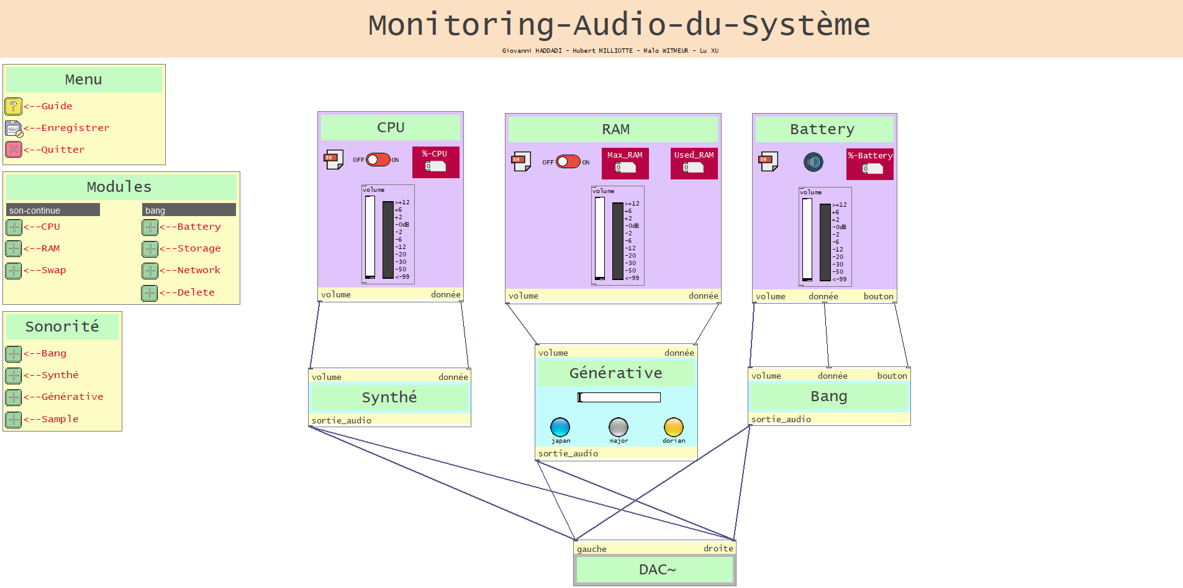 Monitoring-Audio-du-Système
Giovanni HADDADI - Hubert MILLIOTTE - Malo WITMEUR - Lu XU
Menu
<--Guide
<--Enregistrer
<--Quitter
Modules
son-continue
bang
<--CPU
<--Battery
<--RAM
<--Storage
<--Swap
<--Network
<--Delete
Sonorité
<--Bang
<--Synthé
<--Générative
<--Sample
CPU
OFF
ON
%-CPU
0
volume
>+12
+6
+2
-0dB
-2
-6
-12
-20
-30
-50
<-99
volume
donnée
RAM
OFF
ON
Max_RAM
0
Used_RAM
0
volume
>+12
+6
+2
-0dB
-2
-6
-12
-20
-30
-50
<-99
volume
donnée
Battery
%-Battery
0
volume
>+12
+6
+2
-0dB
-2
-6
-12
-20
-30
-50
<-99
volume
donnée
bouton
volume
donnée
Synthé
sortie_audio
volume
donnée
Générative
japan
major
dorian
sortie_audio
volume
donnée
bouton
Bang
sortie_audio
gauche
droite
DAC~